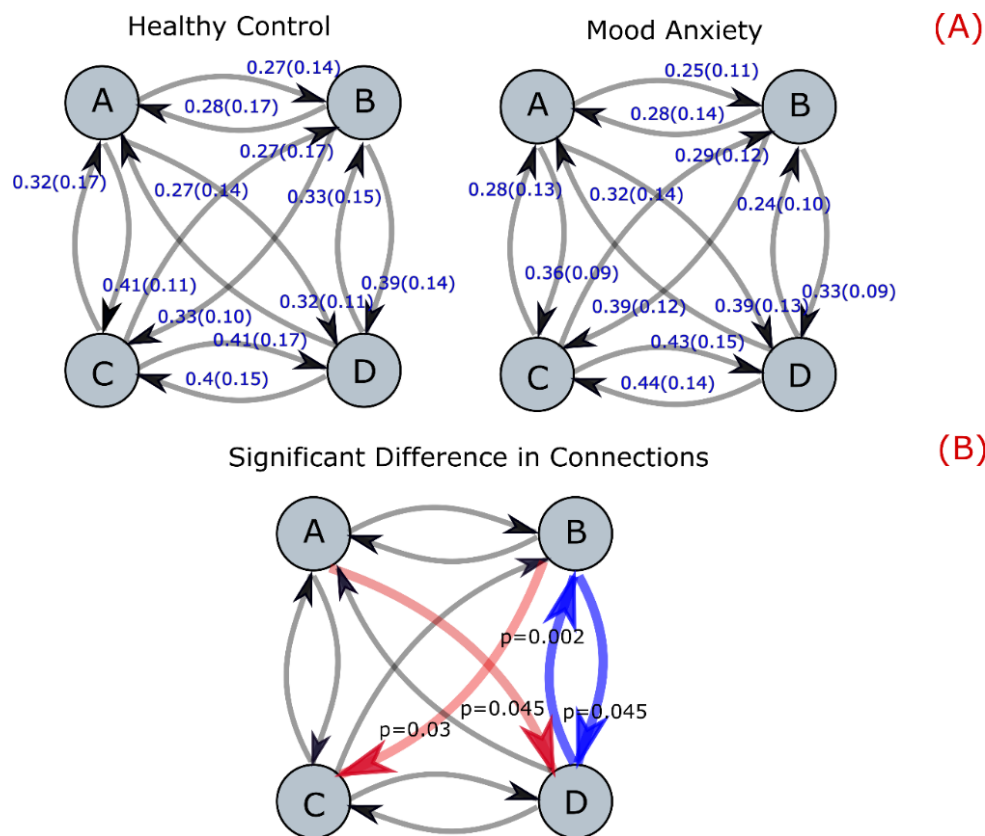 Healthy Control
Mood Anxiety
(A)
A
0.27(0.14)
B
0.28(0.17)
0.27(0.17)
0.32(0.17)
0.27(0.14)
0.33(0.15)
0.41(0.11)
0.39(0.14)
0.33(0.10)
0.32(0.11)
0.41(0.17)
C
0.4(0.15)
D
A
0.25(0.11)
B
0.28(0.14)
0.29(0.12)
0.28(0.13)
0.32(0.14)
0.24(0.10)
0.36(0.09)
0.33(0.09)
0.39(0.12)
0.39(0.13)
0.43(0.15)
C
0.44(0.14)
D
Significant Difference in Connections
(B)
A
B
p=0.002
p=0.045
p=0.045
p=0.03
C
D